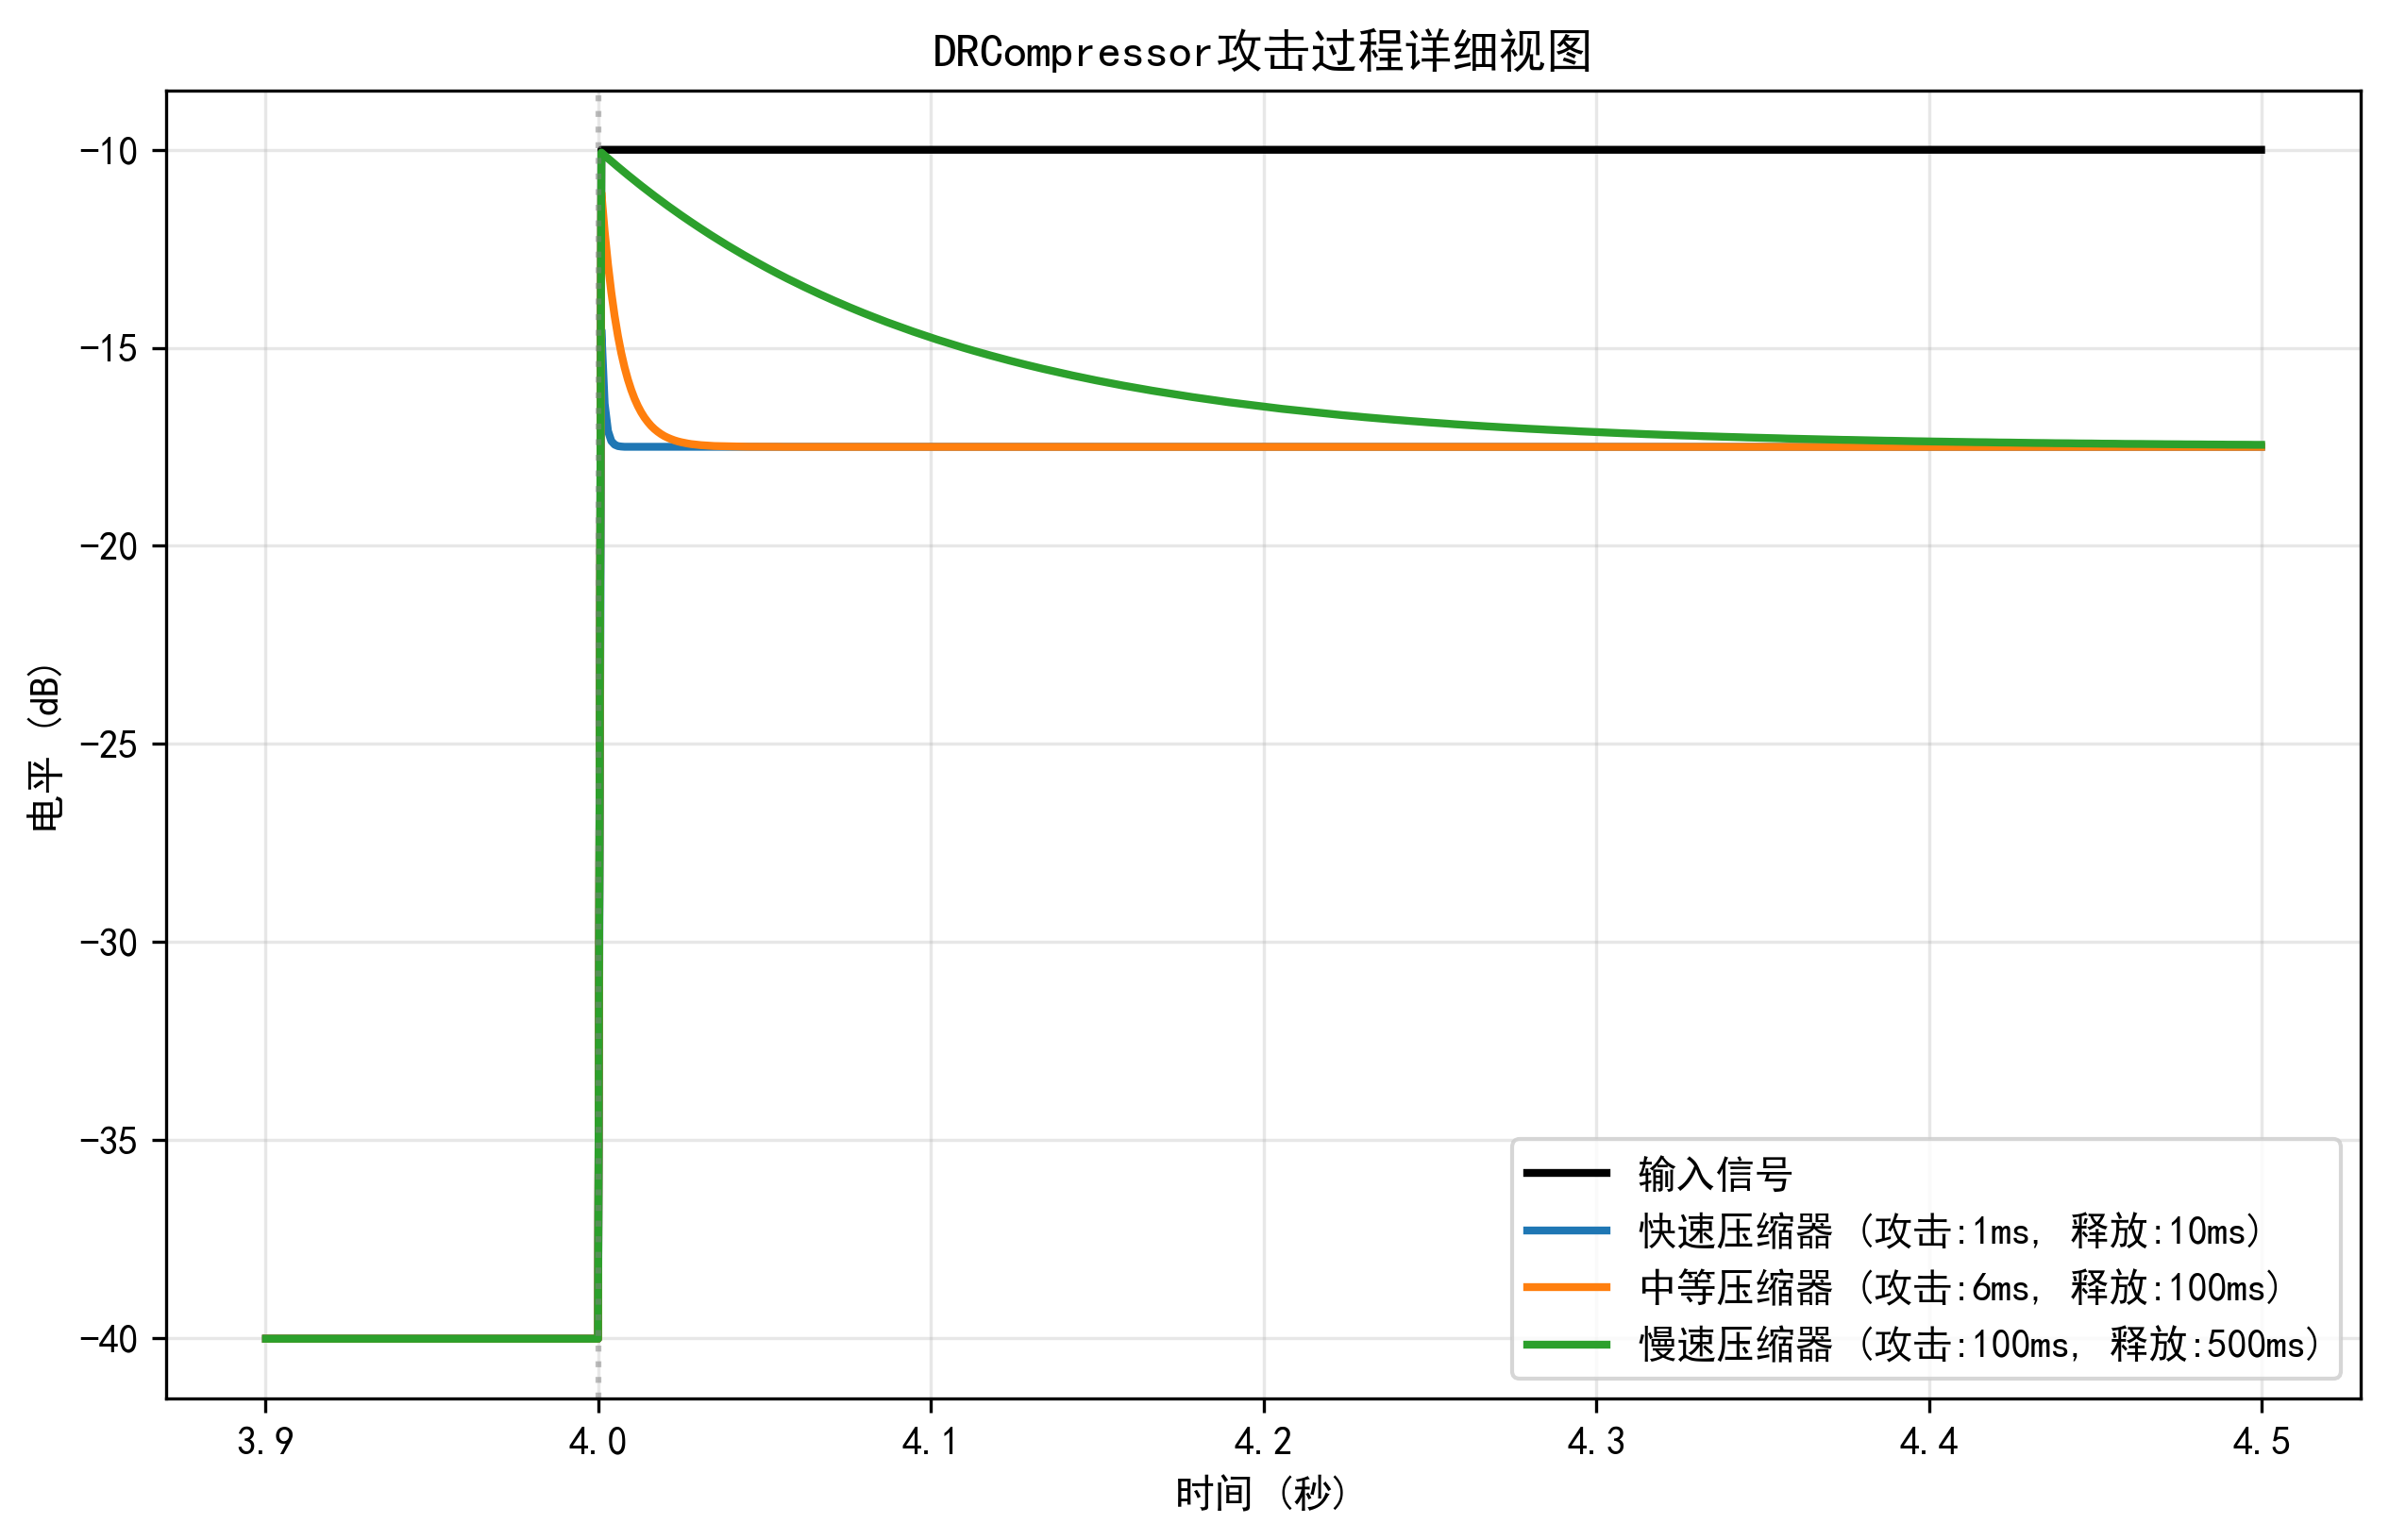 DRCompressor攻击过程详细视图
电平 (dB)
−10
−15
−20
−25
−30
−35
−40
输入信号
快速压缩器 (攻击:1ms, 释放:10ms)
中等压缩器 (攻击:6ms, 释放:100ms)
慢速压缩器 (攻击:100ms, 释放:500ms)
3.9 4.0 4.1 4.2 4.3 4.4 4.5
时间 (秒)